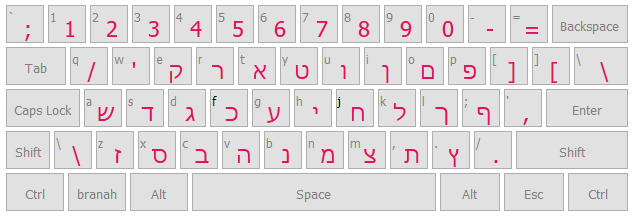 ` ; 1 1 2 2 3 3 4 4 5 5 6 6 7 7 8 8 9 9 0 0 - - = = Backspace
Tab q / w ' e ק r ר t א y ט u ו i ן o ם p פ [ ] ] [ \ \
Caps Lock a ש s ד d ג f כ g ע h י j ח k ל l ך ; ף ' , Enter
Shift \ \ z ז x ס c ב v ה b נ n מ m צ , ת . ץ / . Shift
Ctrl branah Alt Space Alt Esc Ctrl